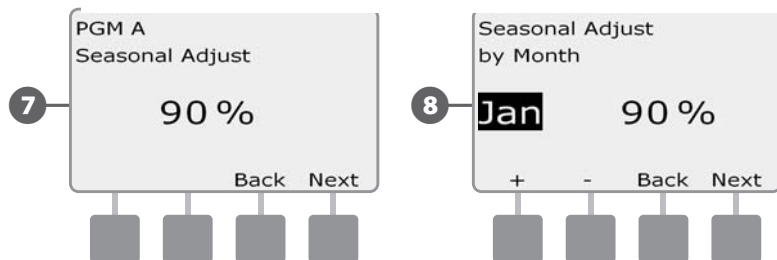 PGM A
Seasonal Adjust
7
90 %
Back Next
Seasonal Adjust
by Month
8
Jan 90 %
+ - Back Next